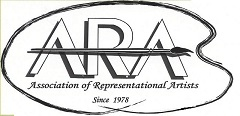 ARA
Association of Representational Artists
Since 1978